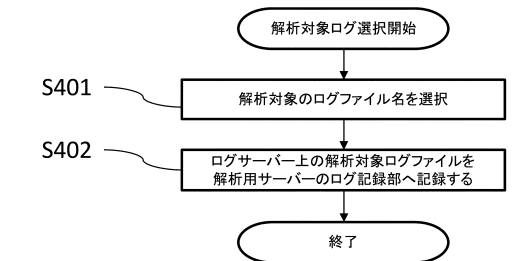 解析対象ログ選択開始
S401
解析対象のログファイル名を選択
S402
ログサーバー上の解析対象ログファイルを
解析用サーバーのログ記録部へ記録する
終了